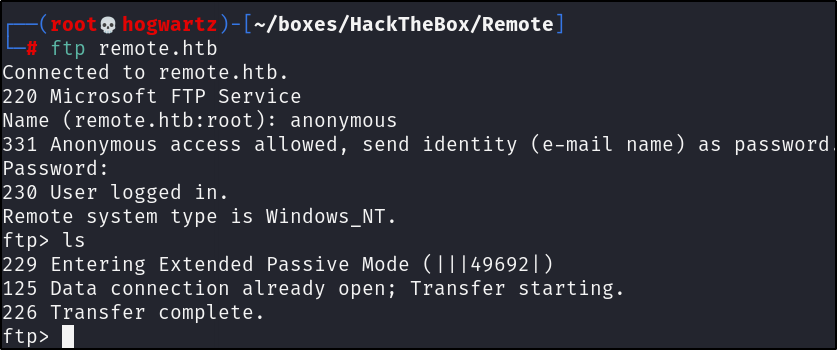 ┌──(root💀hogwartz)-[~/boxes/HackTheBox/Remote]
└─# ftp remote.htb
Connected to remote.htb.
220 Microsoft FTP Service
Name (remote.htb:root): anonymous
331 Anonymous access allowed, send identity (e-mail name) as password.
Password:
230 User logged in.
Remote system type is Windows_NT.
ftp> ls
229 Entering Extended Passive Mode (|||49692|)
125 Data connection already open; Transfer starting.
226 Transfer complete.
ftp>